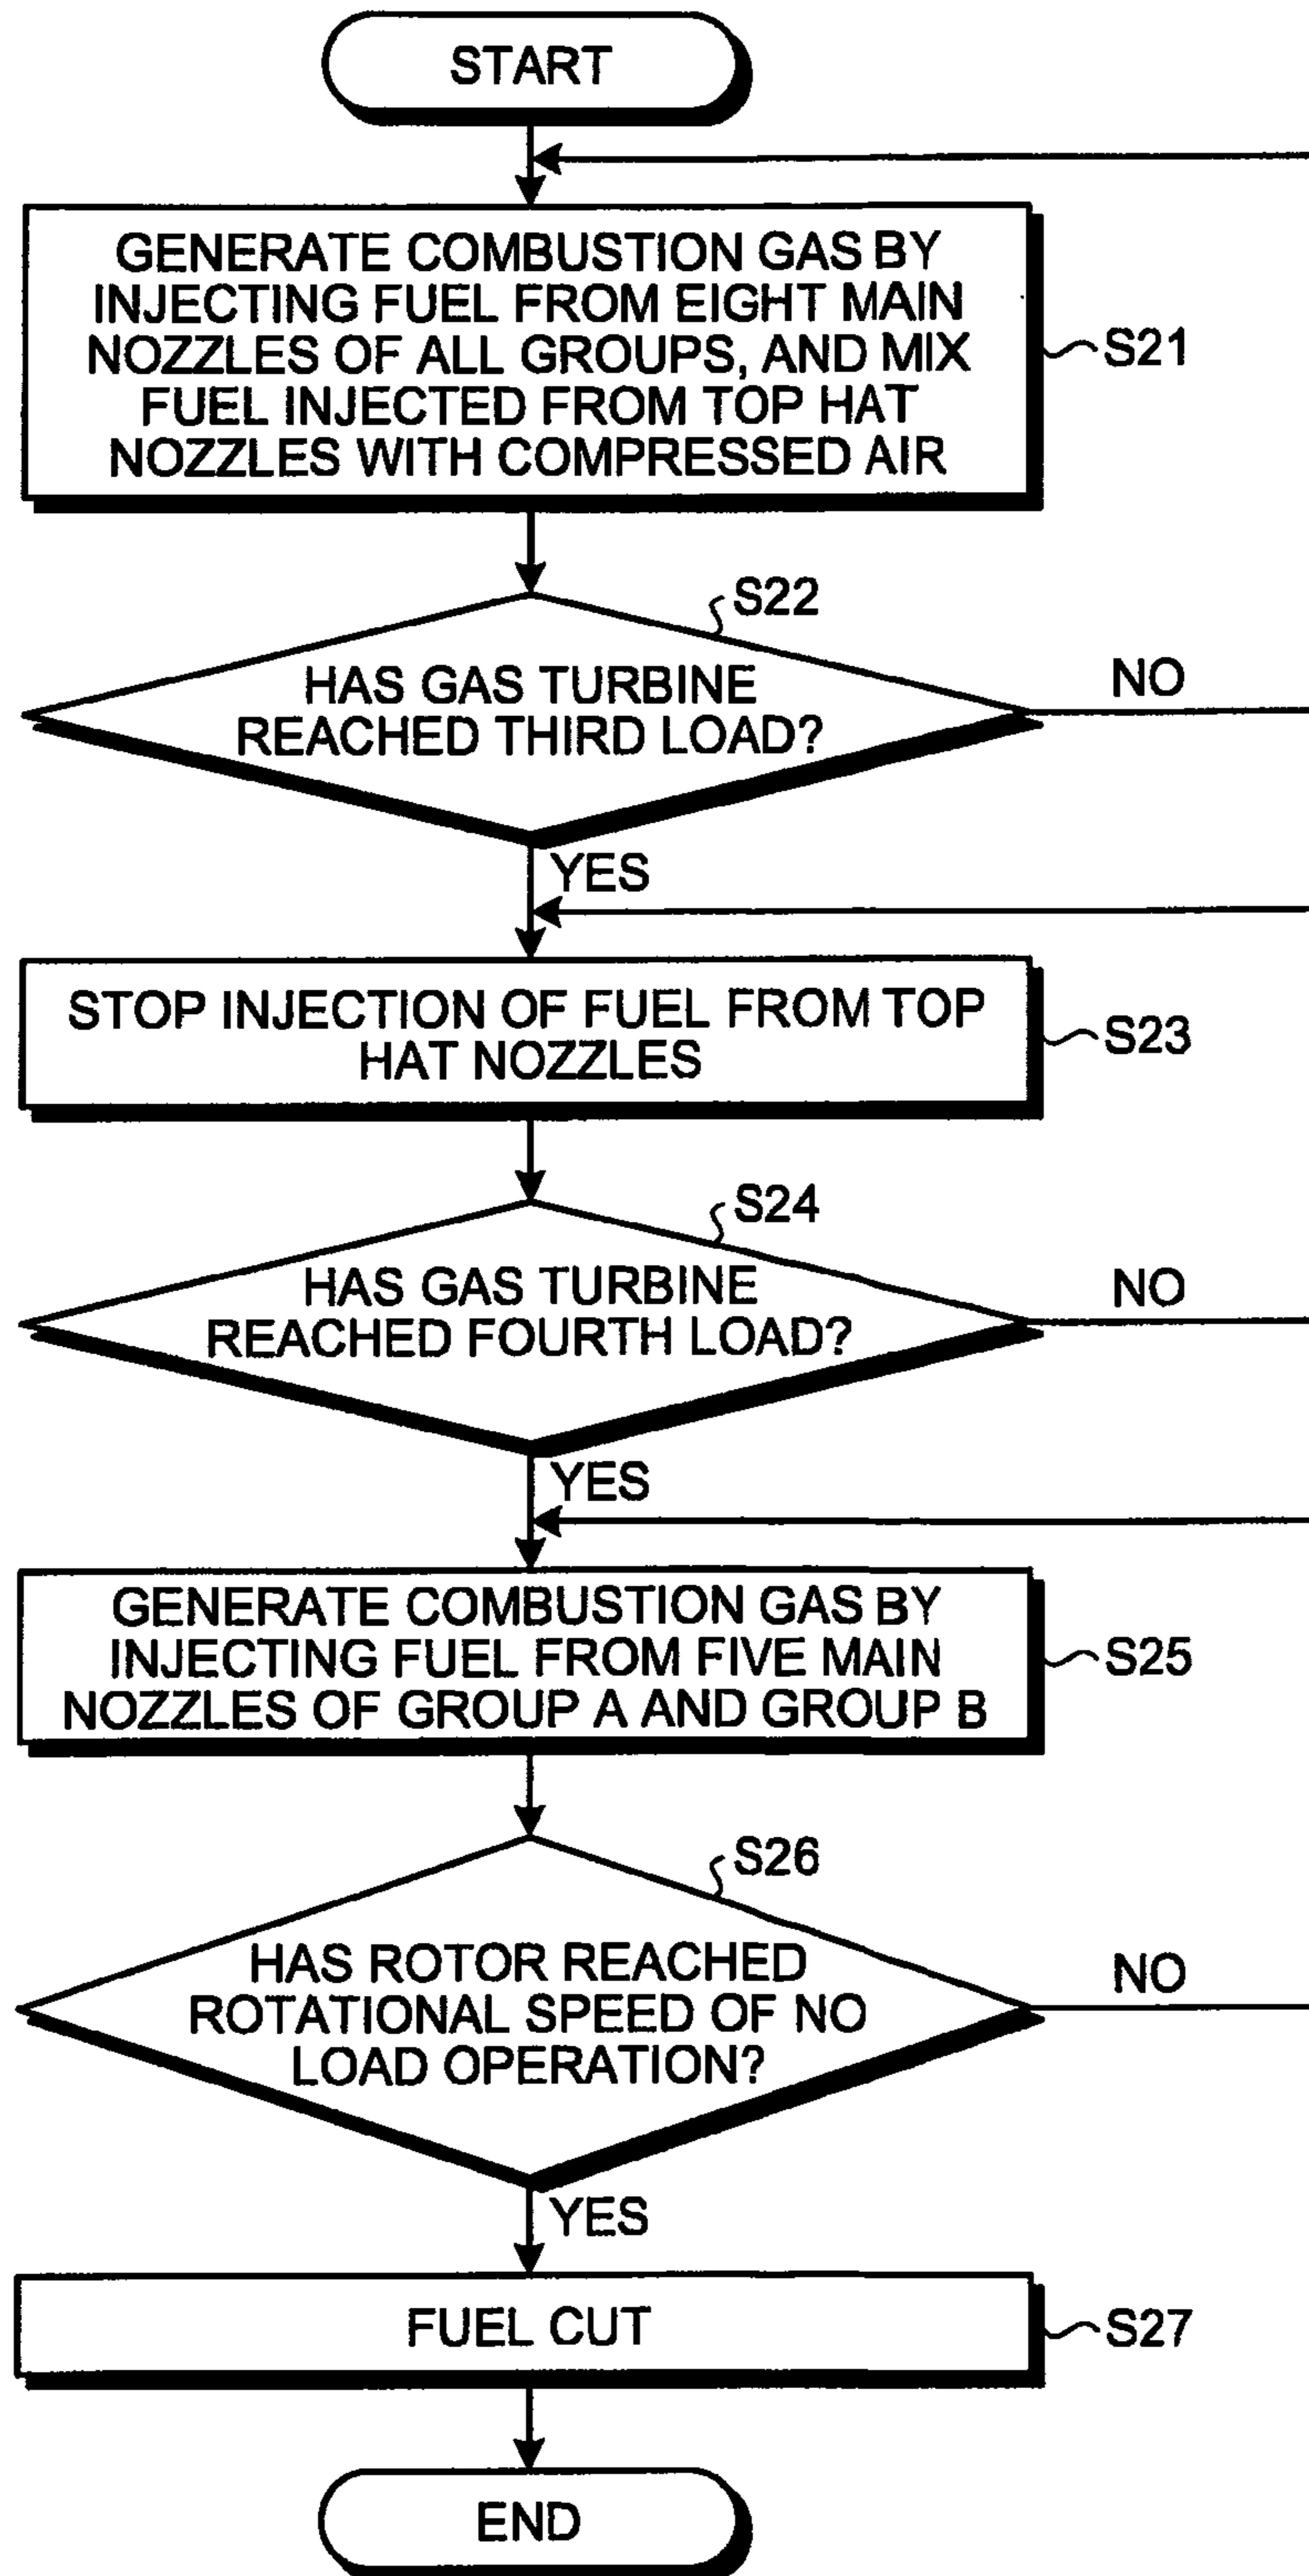 START
GENERATE COMBUSTION GAS BY
INJECTING FUEL FROM EIGHT MAIN
NOZZLES OF ALL GROUPS, AND MIX
FUEL INJECTED FROM TOP HAT
NOZZLES WITH COMPRESSED AIR
S21
S22
HAS GAS TURBINE
REACHED THIRD LOAD?
NO
YES
STOP INJECTION OF FUEL FROM TOP
HAT NOZZLES
S23
S24
HAS GAS TURBINE
REACHED FOURTH LOAD?
NO
YES
GENERATE COMBUSTION GAS BY
INJECTING FUEL FROM FIVE MAIN
NOZZLES OF GROUP A AND GROUP B
S25
S26
HAS ROTOR REACHED
ROTATIONAL SPEED OF NO
LOAD OPERATION?
NO
YES
FUEL CUT
S27
END